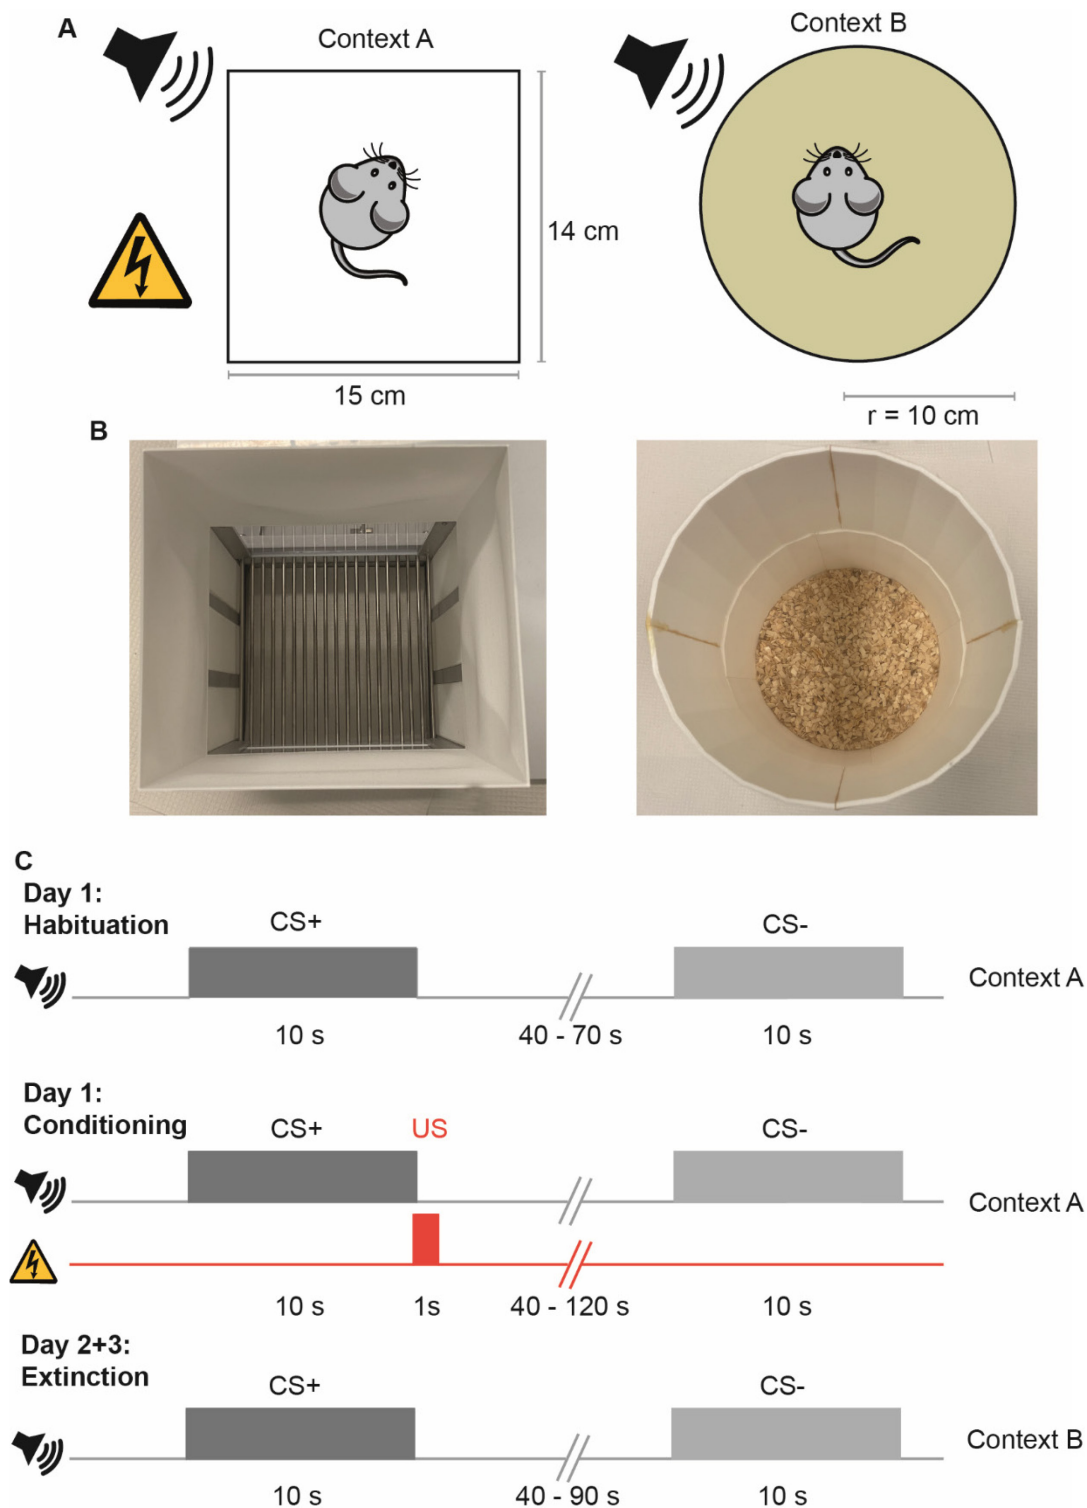 A
Context A
Context B
14 cm
15 cm
r = 10 cm
B
C
Day 1:
Habituation
CS+
CS-
Context A
10 s
40 - 70 s
10 s
Day 1:
Conditioning
CS+
US
CS-
Context A
10 s
1s
40 - 120 s
10 s
Day 2+3:
Extinction
CS+
CS-
Context B
10 s
40 - 90 s
10 s